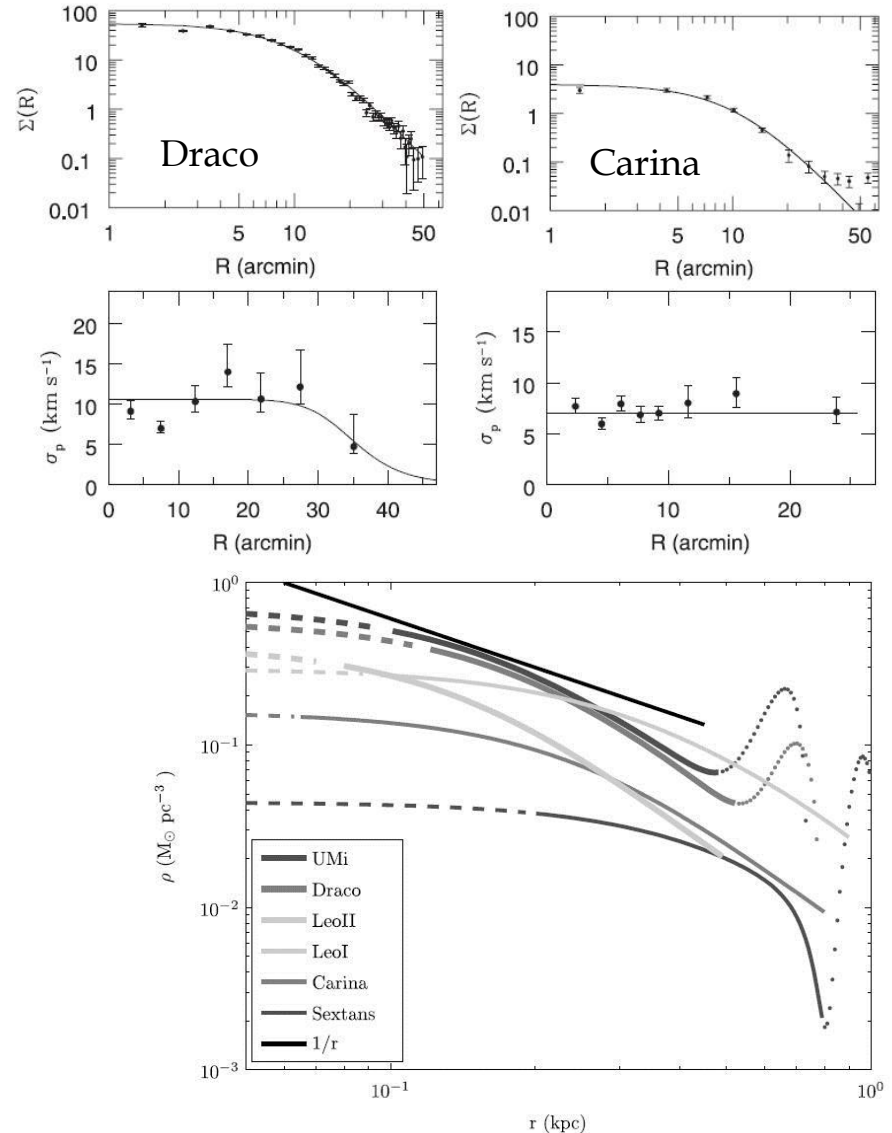 100
10
1
0.1
0.01
Σ(R)
Draco
1 5 10 50
R (arcmin)
100
10
1
0.1
0.01
Σ(R)
Carina
1 5 10 50
R (arcmin)
20
15
10
5
0
σp (km s⁻¹)
0 10 20 30 40
R (arcmin)
15
10
5
0
σp (km s⁻¹)
0 10 20
R (arcmin)
10⁰
10⁻¹
10⁻²
10⁻³
ρ (M⊙ pc⁻³)
UMi
Draco
LeoII
LeoI
Carina
Sextans
1/r
10⁻¹ 10⁰
r (kpc)